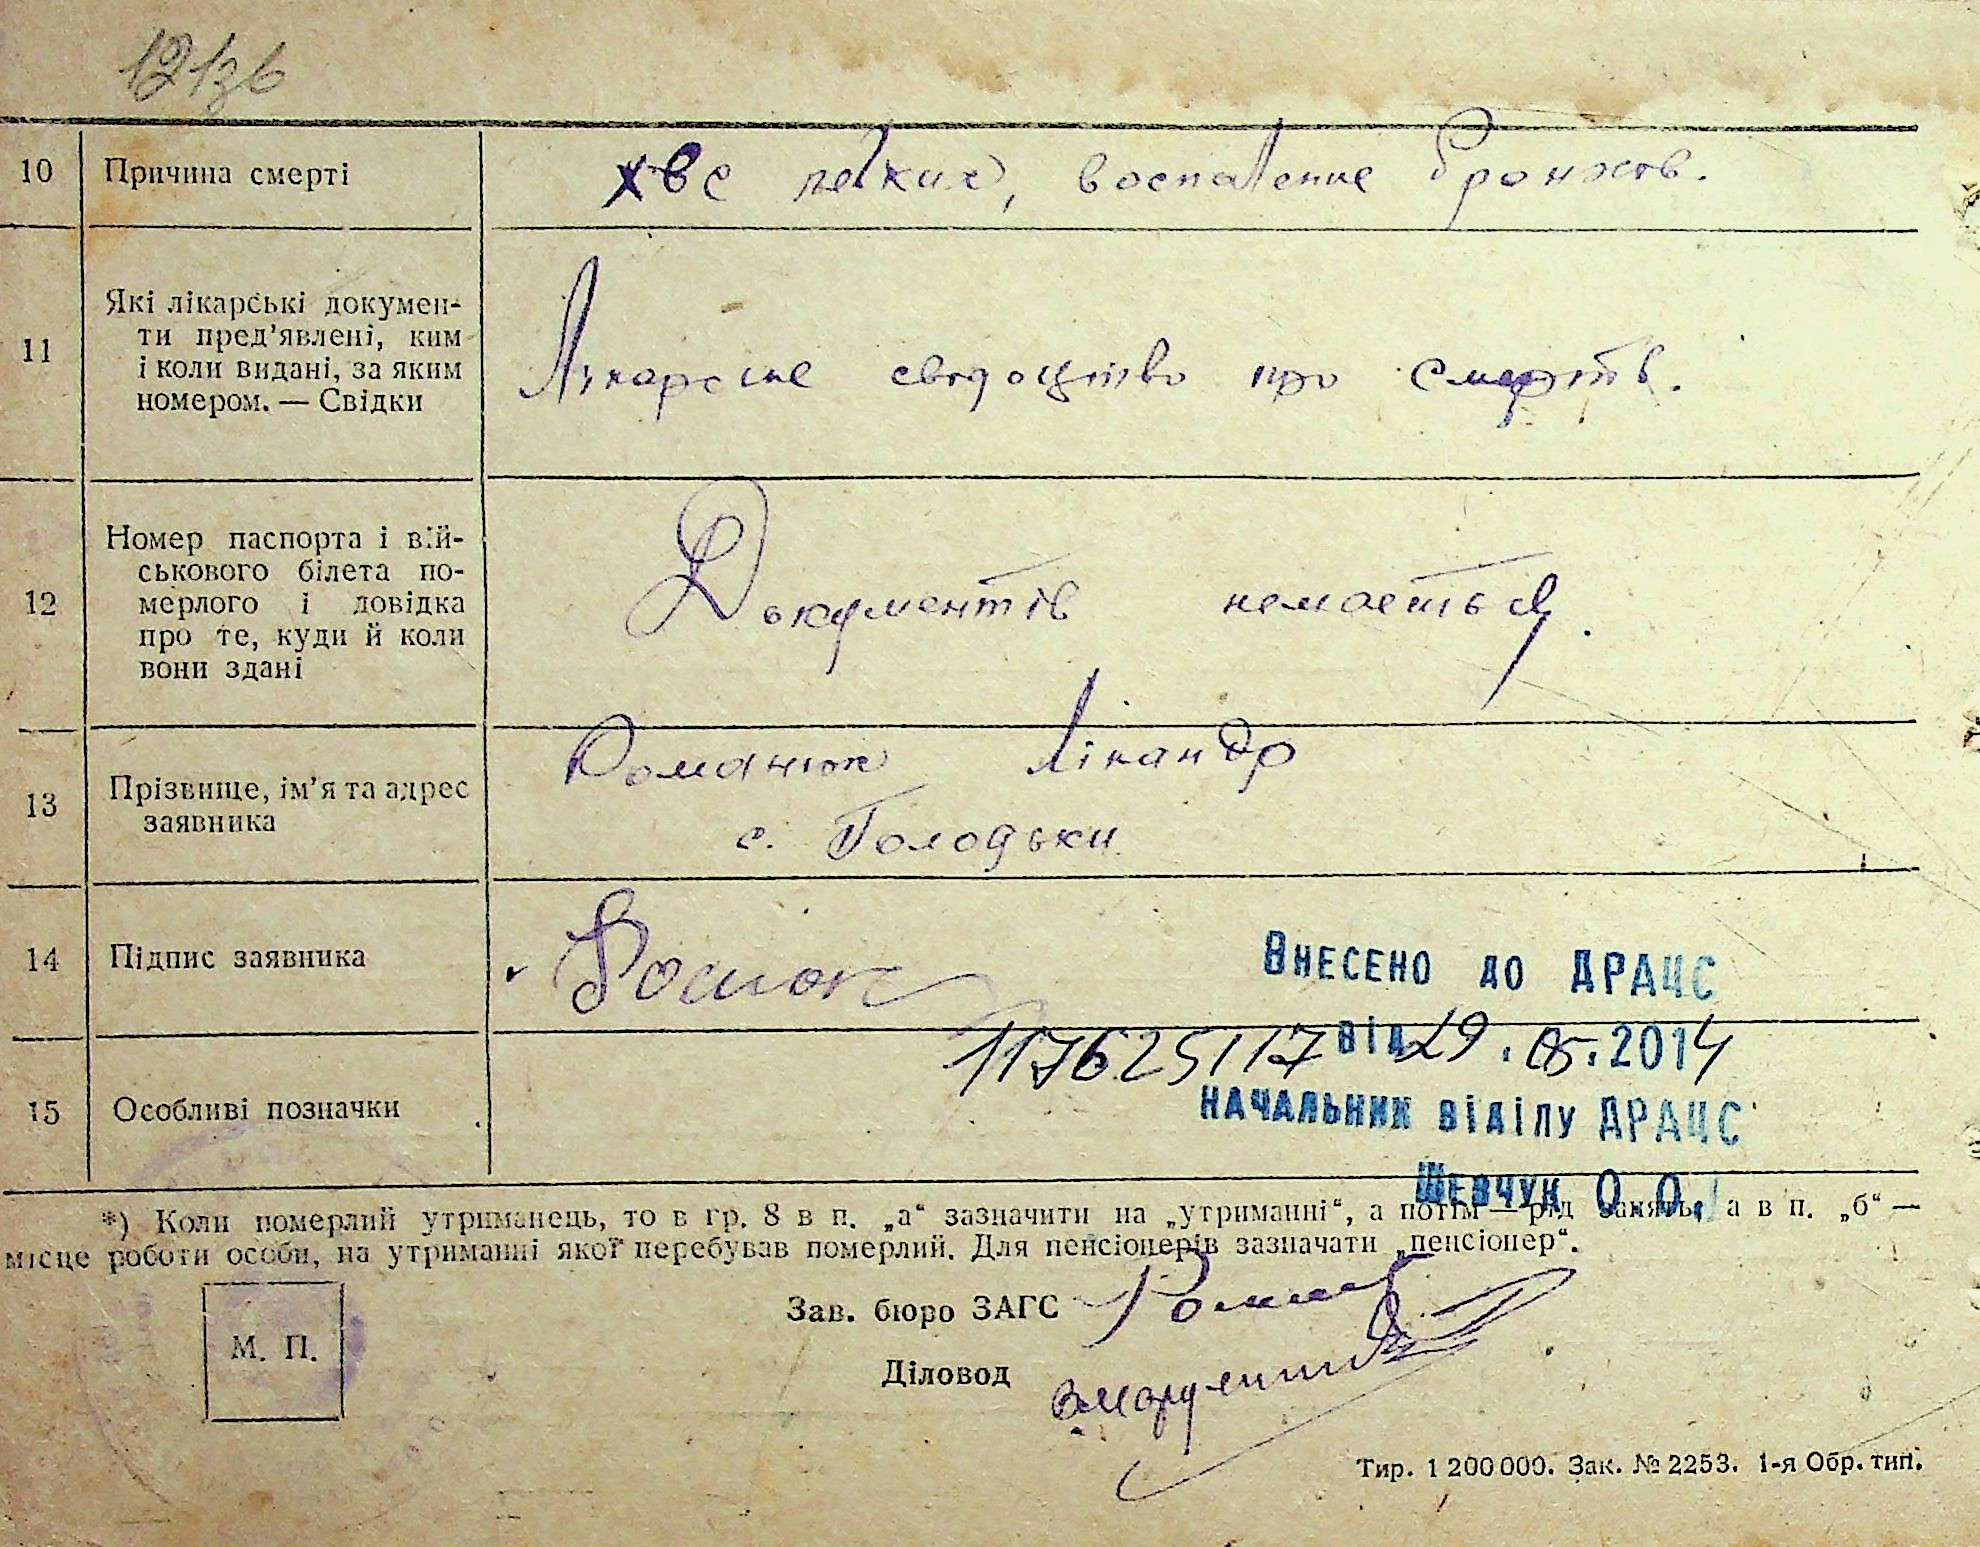 10 Причина смерті
легких, воспаление бронхов.
11 Які лікарські докумен-
ти пред’явлені, ким
і коли видані, за яким
номером. — Свідки
Лікарське свідоцтво про смерть.
12 Номер паспорта і вій-
ськового білета по-
мерлого і довідка
про те, куди й коли
вони здані
Документів немається.
13 Прізвище, ім’я та адрес
заявника
Романюк Лікандр
с. Голодьки
14 Підпис заявника
Внесено до ДРАЦС
117625117 від 29.05.2014
15 Особливі позначки
Начальник відділу ДРАЦС
Шевчук О.О.
*) Коли померлий утриманець, то в гр. 8 в п. „а“ зазначити на „утриманні“, а потім — рід занять, а в п. „б“ —
місце роботи особи, на утриманні якої перебував померлий. Для пенсіонерів зазначати „пенсіонер“.
М. П.
Зав. бюро ЗАГС
Діловод
Тир. 1 200 000. Зак. № 2253. 1-я Обр. тип.